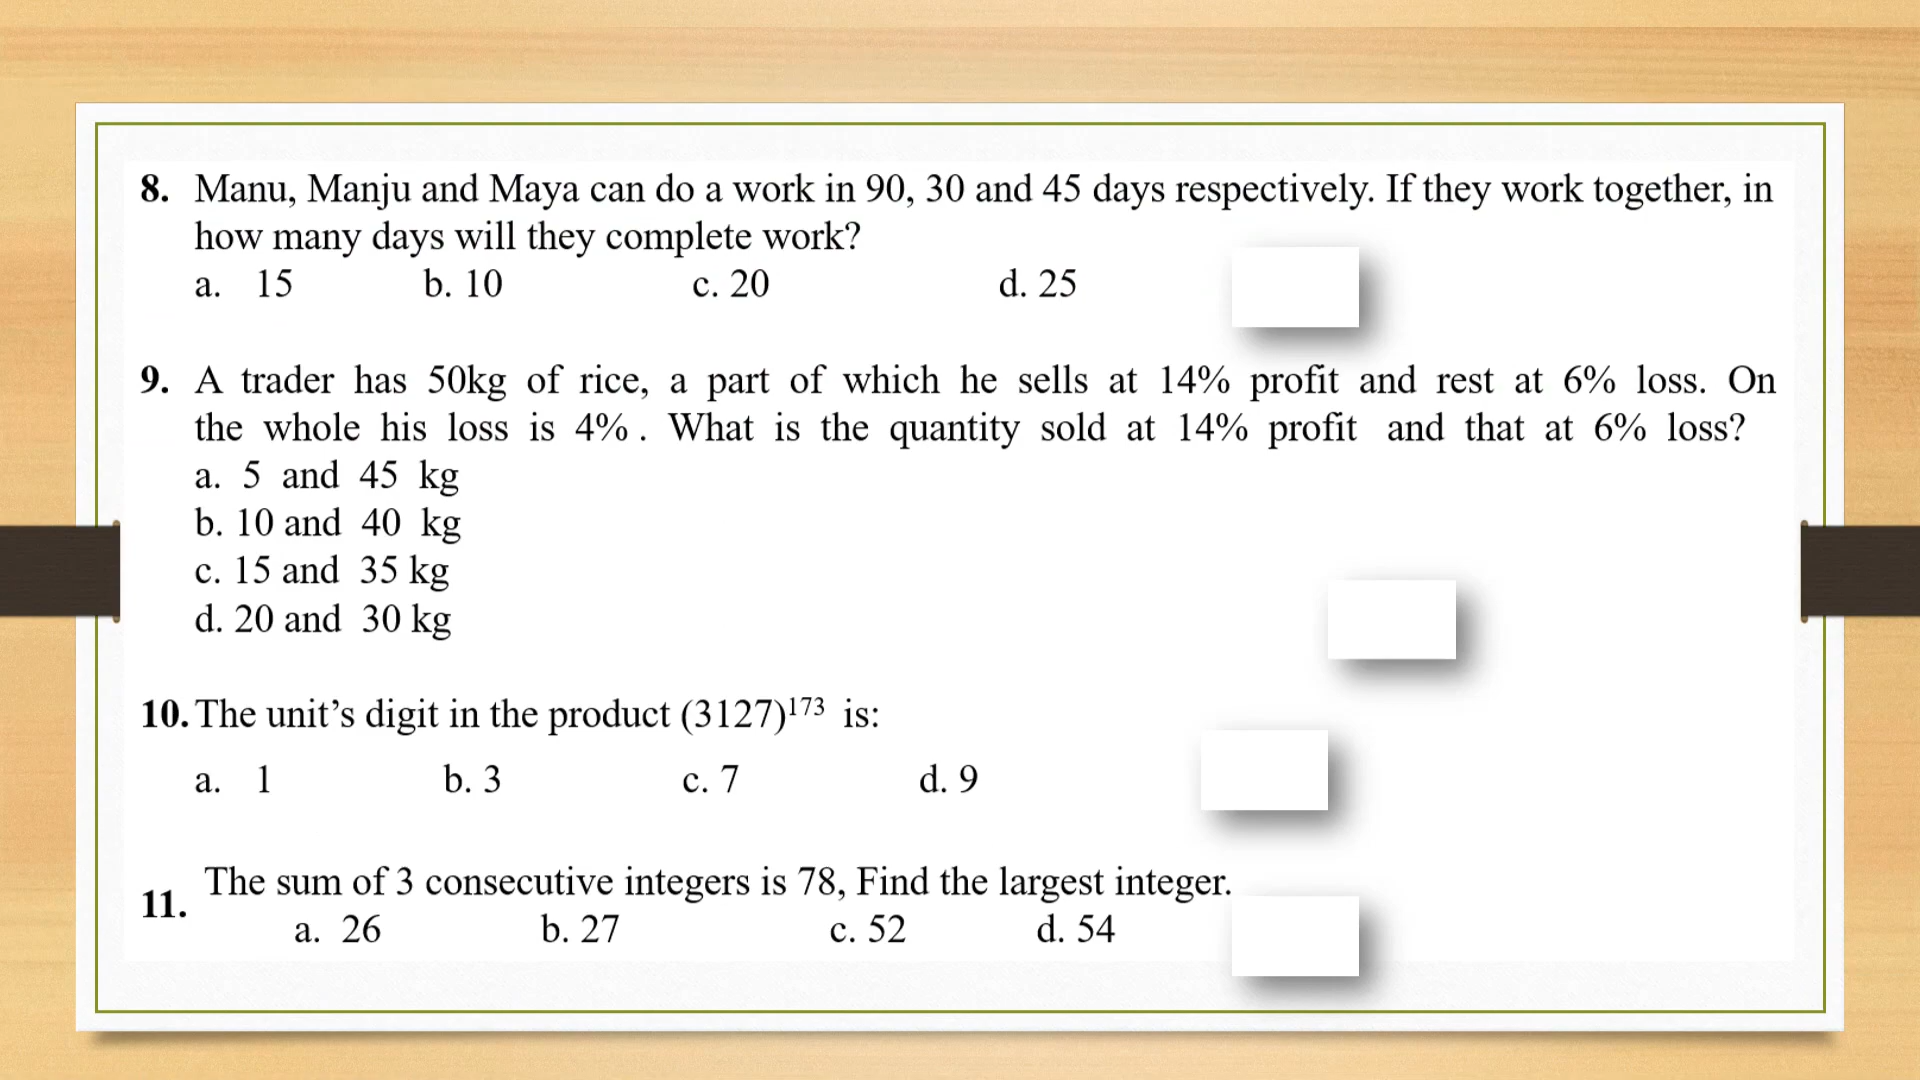 8. Manu, Manju and Maya can do a work in 90, 30 and 45 days respectively. If they work together, in
how many days will they complete work?
a. 15 b. 10 c. 20 d. 25
9. A trader has 50kg of rice, a part of which he sells at 14% profit and rest at 6% loss. On
the whole his loss is 4% . What is the quantity sold at 14% profit and that at 6% loss?
a. 5 and 45 kg
b. 10 and 40 kg
c. 15 and 35 kg
d. 20 and 30 kg
10. The unit’s digit in the product (3127)¹⁷³ is:
a. 1 b. 3 c. 7 d. 9
11. The sum of 3 consecutive integers is 78, Find the largest integer.
a. 26 b. 27 c. 52 d. 54